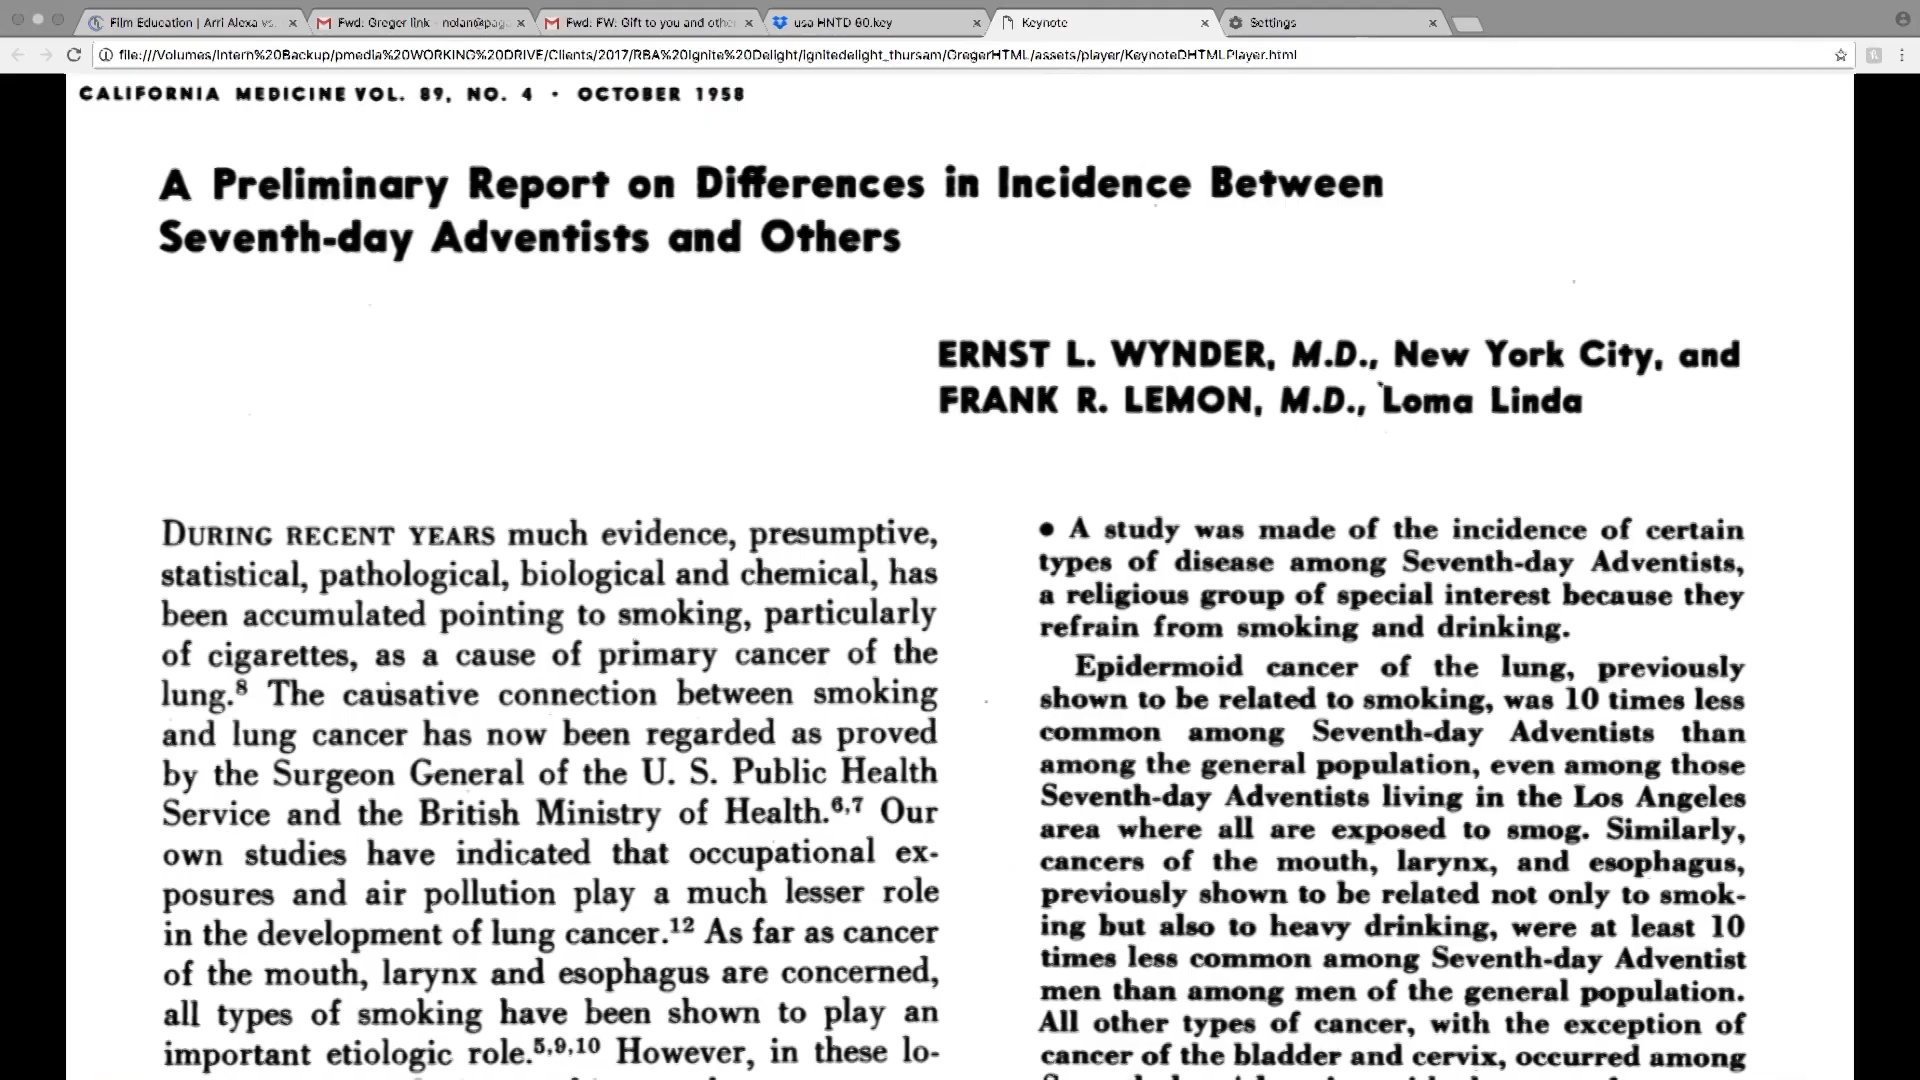 Film Education | Arri Alexa vs.
Fwd: Greger link - nolan@pag
Fwd: FW: Gift to you and other
usa HNTD 60.key
Keynote
Settings
file:///Volumes/Intern%20Backup/pmedia%20WORKING%20DRIVE/Clients/2017/RBA%20Ignite%20Delight/ignitedelight_thursam/GregerHTML/assets/player/KeynoteDHTMLPlayer.html
CALIFORNIA MEDICINE VOL. 89, NO. 4 · OCTOBER 1958
A Preliminary Report on Differences in Incidence Between
Seventh-day Adventists and Others
ERNST L. WYNDER, M.D., New York City, and
FRANK R. LEMON, M.D., Loma Linda
DURING RECENT YEARS much evidence, presumptive,
statistical, pathological, biological and chemical, has
been accumulated pointing to smoking, particularly
of cigarettes, as a cause of primary cancer of the
lung.⁸ The causative connection between smoking
and lung cancer has now been regarded as proved
by the Surgeon General of the U. S. Public Health
Service and the British Ministry of Health.⁶,⁷ Our
own studies have indicated that occupational ex-
posures and air pollution play a much lesser role
in the development of lung cancer.¹² As far as cancer
of the mouth, larynx and esophagus are concerned,
all types of smoking have been shown to play an
important etiologic role.⁵,⁹,¹⁰ However, in these lo-
• A study was made of the incidence of certain
types of disease among Seventh-day Adventists,
a religious group of special interest because they
refrain from smoking and drinking.
Epidermoid cancer of the lung, previously
shown to be related to smoking, was 10 times less
common among Seventh-day Adventists than
among the general population, even among those
Seventh-day Adventists living in the Los Angeles
area where all are exposed to smog. Similarly,
cancers of the mouth, larynx, and esophagus,
previously shown to be related not only to smok-
ing but also to heavy drinking, were at least 10
times less common among Seventh-day Adventist
men than among men of the general population.
All other types of cancer, with the exception of
cancer of the bladder and cervix, occurred among